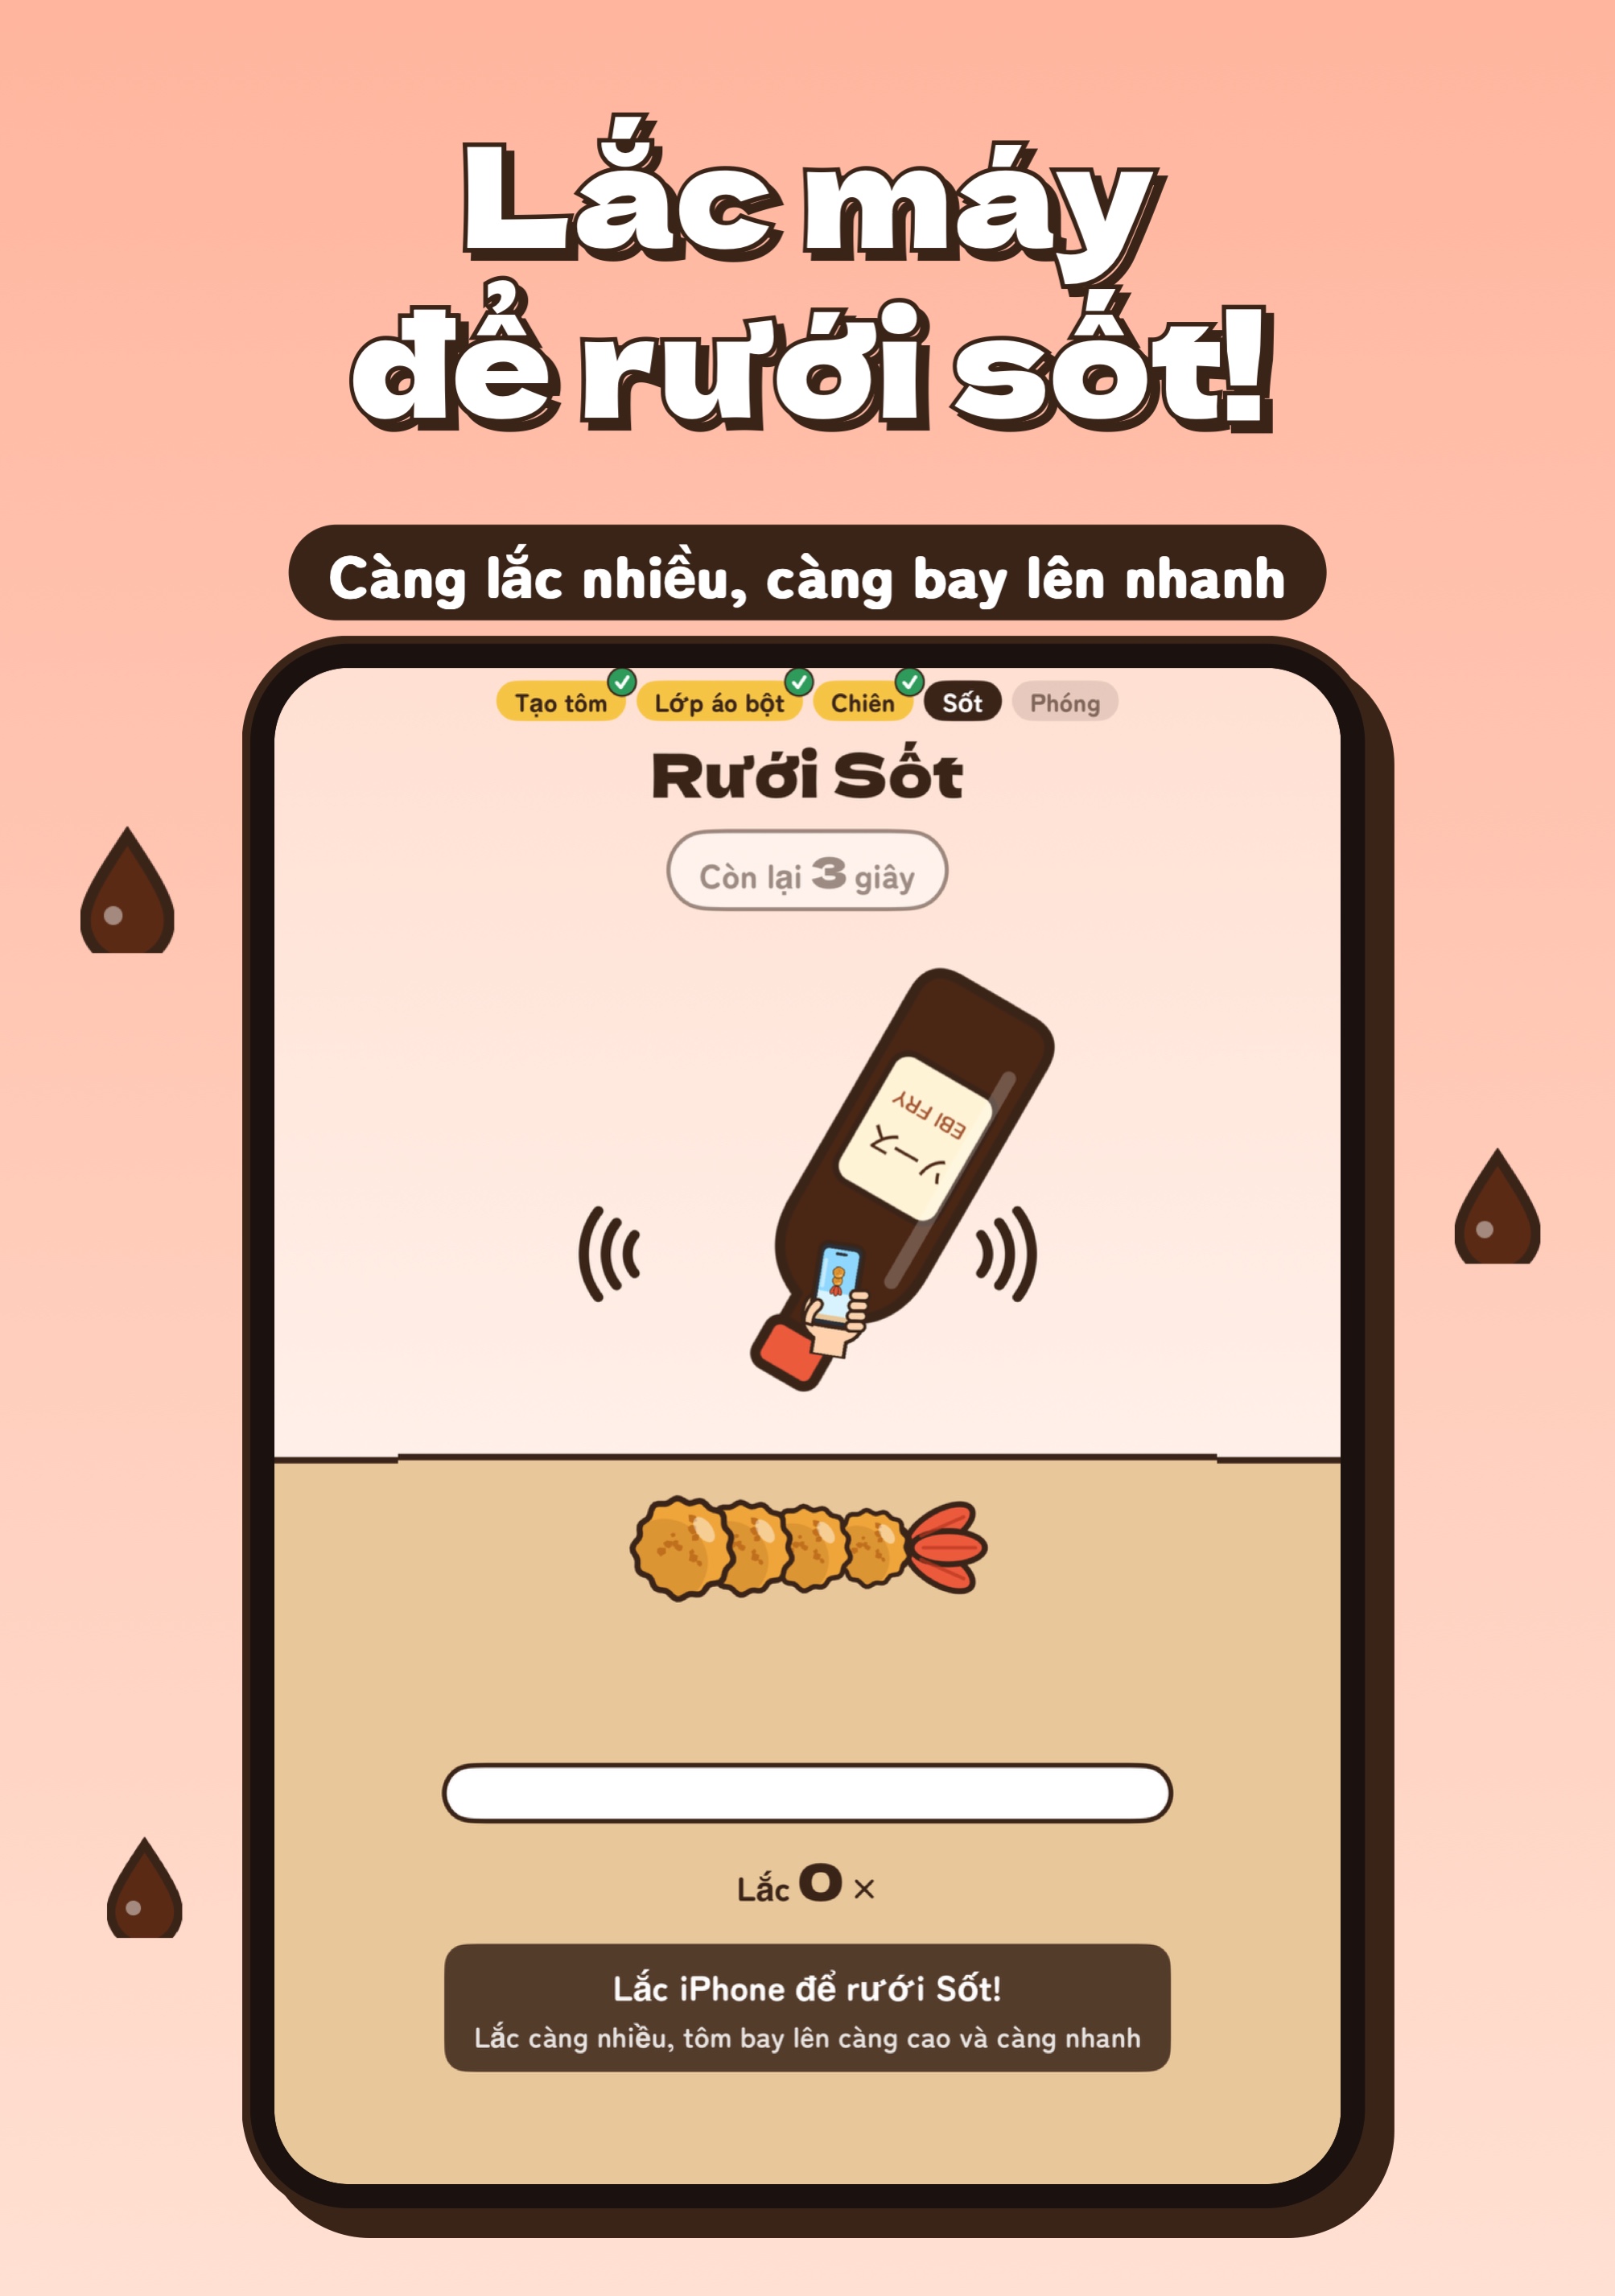 Lắc máy
để rưới sốt!
Càng lắc nhiều, càng bay lên nhanh
Tạo tôm Lớp áo bột Chiên Sốt Phóng
Rưới Sốt
Còn lại 3 giây
EBI FRY
ソース
Lắc 0 ×
Lắc iPhone để rưới Sốt!
Lắc càng nhiều, tôm bay lên càng cao và càng nhanh